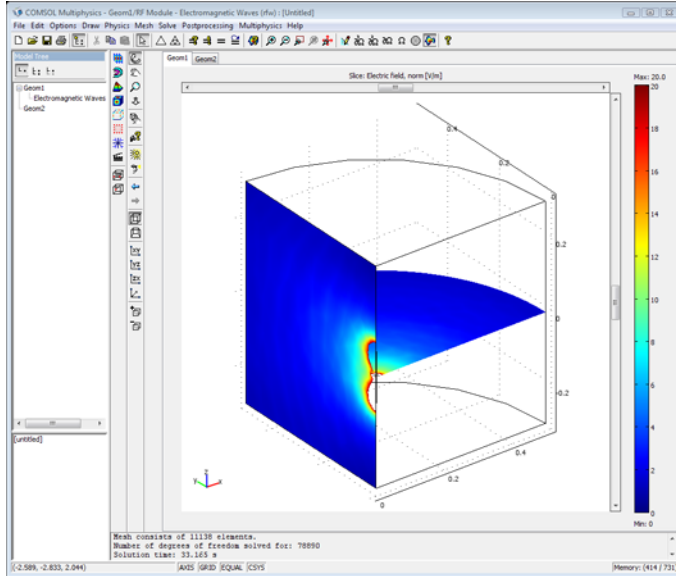 COMSOL Multiphysics - Geom1/RF Module - Electromagnetic Waves (rfw) : [Untitled]
File Edit Options Draw Physics Mesh Solve Postprocessing Multiphysics Help
Model Tree
Geom1 Geom2
Geom1
Electromagnetic Waves
Geom2
Slice: Electric field, norm [V/m]
Max: 20.0
20
18
16
14
12
10
8
6
4
2
0
Min: 0
0.4
0.2
0
0.2
0
-0.2
0.4
0.2
0
z
y
x
[untitled]
Mesh consists of 11138 elements.
Number of degrees of freedom solved for: 78890
Solution time: 33.165 s
(-2.589, -2.833, 2.044) AXIS GRID EQUAL CSYS Memory: (414 / 731)